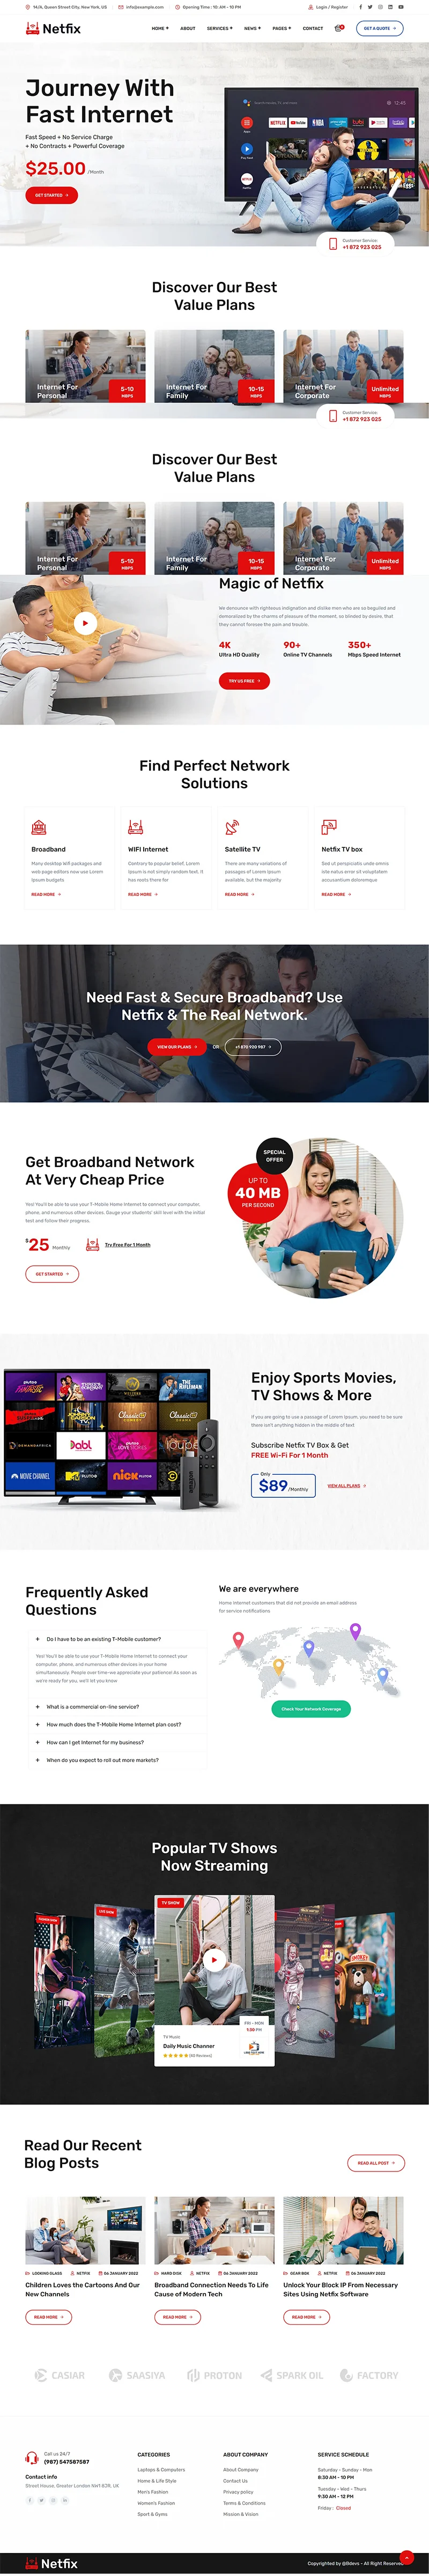 14/A, Queen Street City, New York, US
info@example.com
Opening Time : 10: AM - 10 PM
Login / Register
Netfix
HOME +
ABOUT
SERVICES +
NEWS +
PAGES +
CONTACT
GET A QUOTE
Journey With
Fast Internet
Fast Speed + No Service Charge
+ No Contracts + Powerful Coverage
$25.00 /Month
GET STARTED
12:45
NETFLIX
YouTube
NBA
tubi
Customer Service:
+1 872 923 025
Discover Our Best
Value Plans
Internet For
Personal
5-10
MBPS
Internet For
Family
10-15
MBPS
Internet For
Corporate
Unlimited
MBPS
Customer Service:
+1 872 923 025
Discover Our Best
Value Plans
Internet For
Personal
5-10
MBPS
Internet For
Family
10-15
MBPS
Internet For
Corporate
Unlimited
MBPS
Magic of Netfix
We denounce with righteous indignation and dislike men who are so beguiled and
demoralized by the charms of pleasure of the moment, so blinded by desire, that
they cannot foresee the pain and trouble.
4K
Ultra HD Quality
90+
Online TV Channels
350+
Mbps Speed Internet
TRY US FREE
Find Perfect Network
Solutions
Broadband
Many desktop Wifi packages and
web page editors now use Lorem
Ipsum budgets
READ MORE
WIFI Internet
Contrary to popular belief, Lorem
Ipsum is not simply random text. It
has roots there for
READ MORE
Satellite TV
There are many variations of
passages of Lorem Ipsum
available, but the majority
READ MORE
Netfix TV box
Sed ut perspiciatis unde omnis
iste natus error sit voluptatem
accusantium doloremque
READ MORE
Need Fast & Secure Broadband? Use
Netfix & The Real Network.
VIEW OUR PLANS
OR
+1 870 920 987
Get Broadband Network
At Very Cheap Price
Yes! You'll be able to use your T-Mobile Home Internet to connect your computer,
phone, and numerous other devices. Gauge your students' skill level with the initial
test and follow their progress.
$25 Monthly
Try Free For 1 Month
GET STARTED
SPECIAL
OFFER
UP TO
40 MB
PER SECOND
THE RIFLEMAN
Classic
Classic
DEMANDAFRICA
Dabl
LOVE STORIES
loupe
MOVIE CHANNEL
MTV PLUTO
nick PLUTO
amazon
Enjoy Sports Movies,
TV Shows & More
If you are going to use a passage of Lorem Ipsum, you need to be sure
there isn't anything hidden in the middle of text
Subscribe Netfix TV Box & Get
FREE Wi-Fi For 1 Month
Only
$89 /Monthly
VIEW ALL PLANS
Frequently Asked
Questions
+ Do I have to be an existing T-Mobile customer?
Yes! You'll be able to use your T-Mobile Home Internet to connect your
computer, phone, and numerous other devices in your home
simultaneously. People over time-we appreciate your patience! As soon as
we're ready for you, we'll let you know
+ What is a commercial on-line service?
+ How much does the T-Mobile Home Internet plan cost?
+ How can I get Internet for my business?
+ When do you expect to roll out more markets?
We are everywhere
Home internet customers that did not provide an email address
for service notifications
Check Your Network Coverage
Popular TV Shows
Now Streaming
LIVE SHOW
TV SHOW
FRI - MON
1:30 PM
TV Music
Daily Music Channer
(40 Reviews)
SMOKEY
Read Our Recent
Blog Posts
READ ALL POST
LOOKING GLASS
NETFIX
06 JANUARY 2022
Children Loves the Cartoons And Our
New Channels
READ MORE
HARD DISK
NETFIX
06 JANUARY 2022
Broadband Connection Needs To Life
Cause of Modern Tech
READ MORE
GEAR BOX
NETFIX
06 JANUARY 2022
Unlock Your Block IP From Necessary
Sites Using Netfix Software
READ MORE
CASIAR
SAASIYA
PROTON
SPARK OIL
FACTORY
Call us 24/7
(987) 547587587
Contact info
Street House, Greater London NW1 8JR, UK
CATEGORIES
Laptops & Computers
Home & Life Style
Men's Fashion
Women's Fashion
Sport & Gyms
ABOUT COMPANY
About Company
Contact Us
Privacy policy
Terms & Conditions
Mission & Vision
SERVICE SCHEDULE
Saturday - Sunday - Mon
8:30 AM - 10 PM
Tuesday - Wed - Thurs
9:30 AM - 12 PM
Friday : Closed
Netfix
Copyrighted by @Bdevs - All Right Reserved